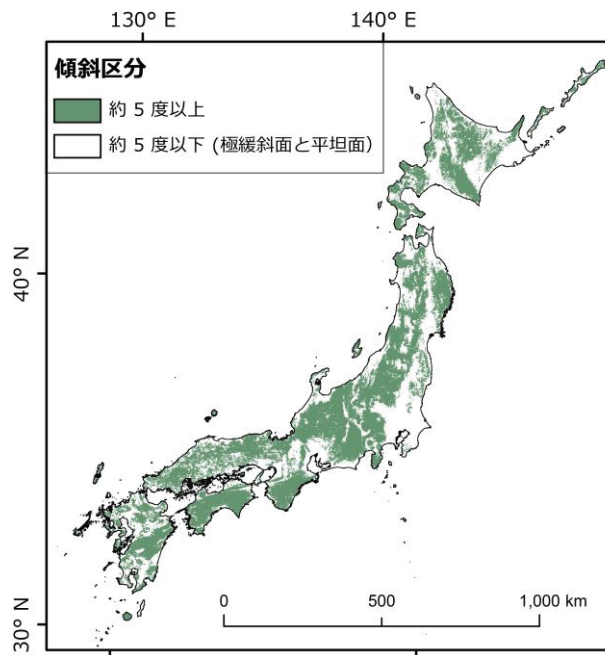 130° E
140° E
傾斜区分
約 5 度以上
約 5 度以下 (極緩斜面と平坦面)
40° N
30° N
0
500
1,000 km